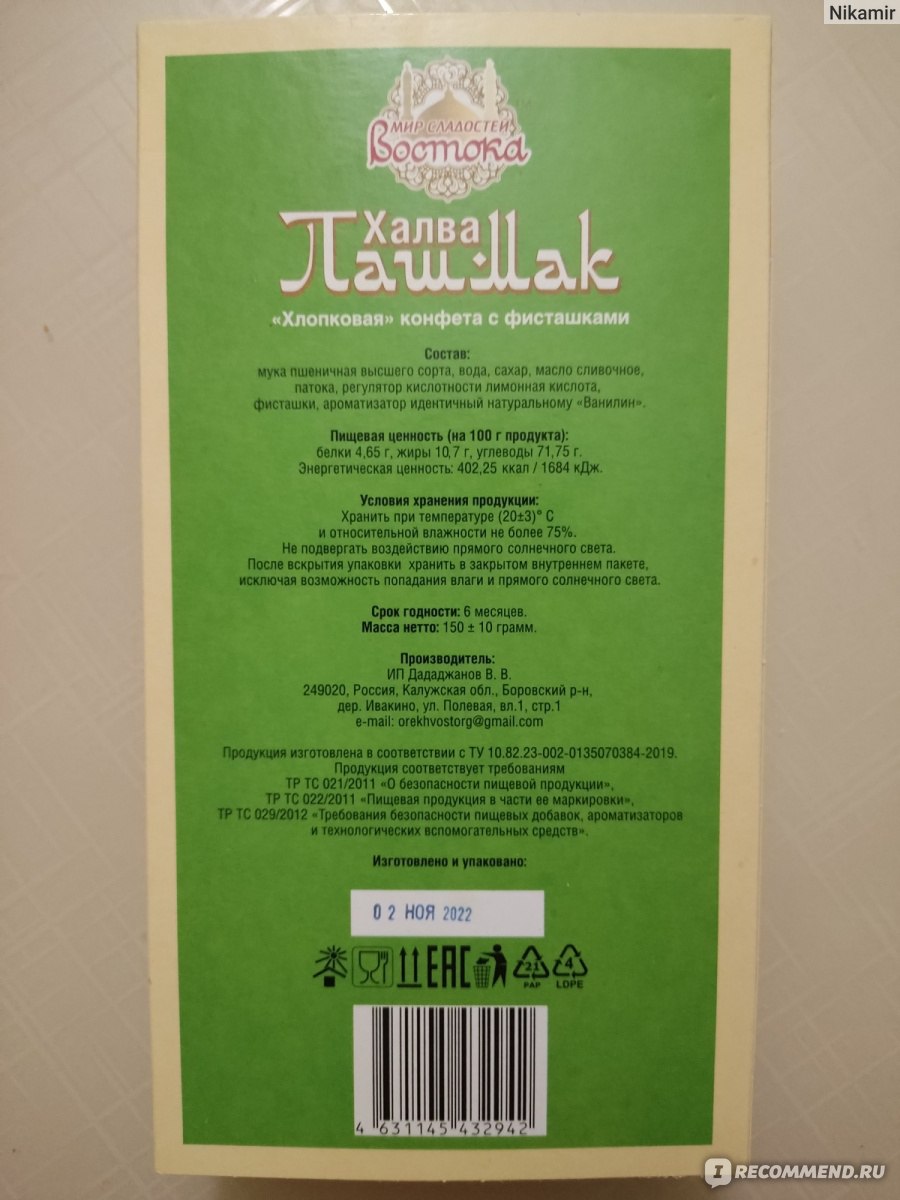 Nikamir
МИР СЛАДОСТЕЙ
Востока
Халва
Пашмак
«Хлопковая» конфета с фисташками
Состав:
мука пшеничная высшего сорта, вода, сахар, масло сливочное,
патока, регулятор кислотности лимонная кислота,
фисташки, ароматизатор идентичный натуральному «Ванилин».
Пищевая ценность (на 100 г продукта):
белки 4,65 г, жиры 10,7 г, углеводы 71,75 г.
Энергетическая ценность: 402,25 ккал / 1684 кДж.
Условия хранения продукции:
Хранить при температуре (20±3)° С
и относительной влажности не более 75%.
Не подвергать воздействию прямого солнечного света.
После вскрытия упаковки хранить в закрытом внутреннем пакете,
исключая возможность попадания влаги и прямого солнечного света.
Срок годности: 6 месяцев.
Масса нетто: 150 ± 10 грамм.
Производитель:
ИП Дададжанов В. В.
249020, Россия, Калужская обл., Боровский р-н,
дер. Ивакино, ул. Полевая, вл.1, стр.1
e-mail: orekhvostorg@gmail.com
Продукция изготовлена в соответствии с ТУ 10.82.23-002-0135070384-2019.
Продукция соответствует требованиям
ТР ТС 021/2011 «О безопасности пищевой продукции»,
ТР ТС 022/2011 «Пищевая продукция в части ее маркировки»,
ТР ТС 029/2012 «Требования безопасности пищевых добавок, ароматизаторов
и технологических вспомогательных средств».
Изготовлено и упаковано:
02 НОЯ 2022
EAC 21 4
PAP LDPE
4 631145 432942
IRECOMMEND.RU